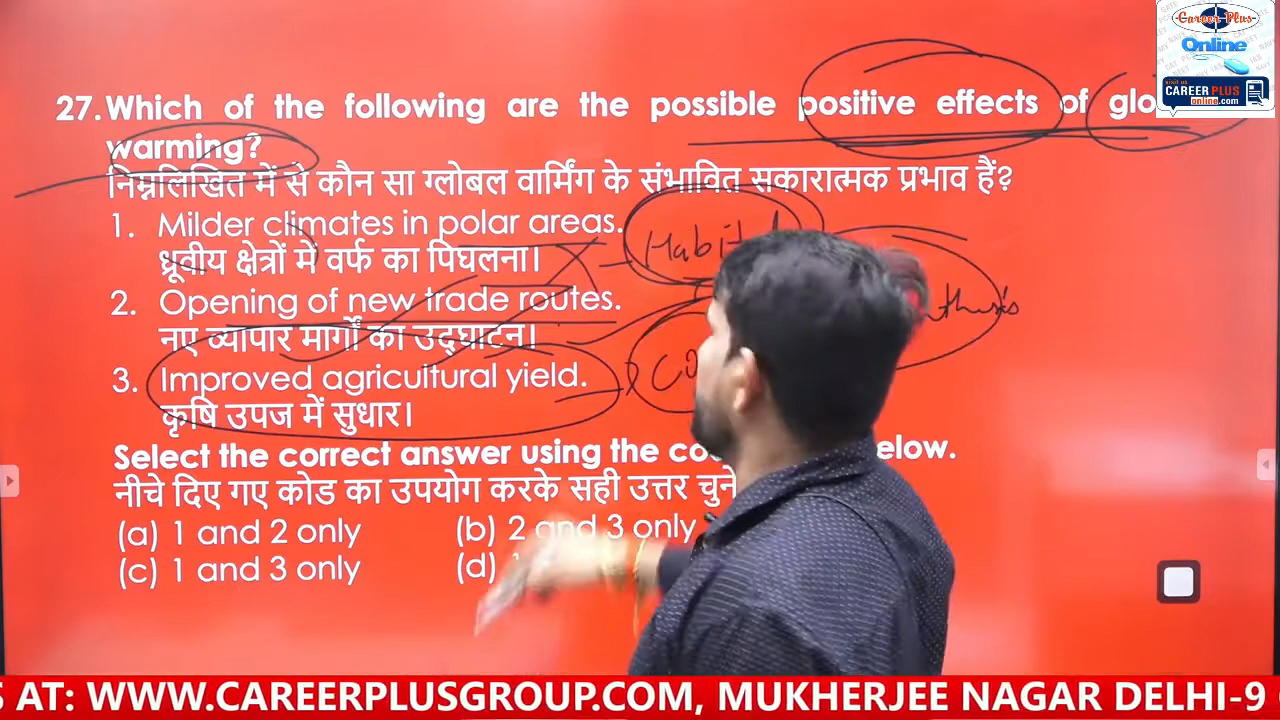 Career Plus
Online
visit us
CAREER PLUS
online.com
27. Which of the following are the possible positive effects of
warming?
निम्नलिखित में से कौन सा ग्लोबल वार्मिंग के संभावित सकारात्मक प्रभाव हैं?
1. Milder climates in polar areas.
ध्रूवीय क्षेत्रों में वर्फ का पिघलना।
2. Opening of new trade routes.
नए व्यापार मार्गों का उद्घाटन।
3. Improved agricultural yield.
कृषि उपज में सुधार।
Select the correct answer using the
नीचे दिए गए कोड का उपयोग करके सही उत्तर चुनें
(a) 1 and 2 only (b) 2 and 3 only
(c) 1 and 3 only (d)
AT: WWW.CAREERPLUSGROUP.COM, MUKHERJEE NAGAR DELHI-9